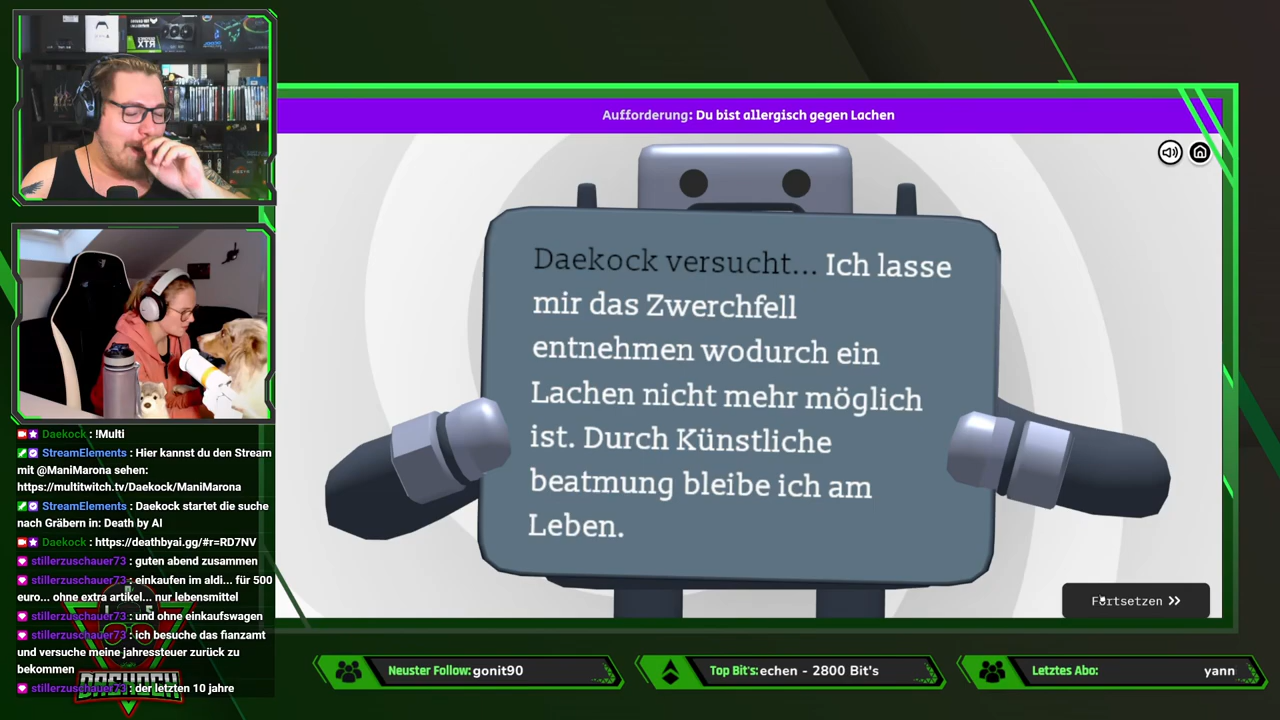 Aufforderung: Du bist allergisch gegen Lachen
Daekock versucht... Ich lasse
mir das Zwerchfell
entnehmen wodurch ein
Lachen nicht mehr möglich
ist. Durch Künstliche
beatmung bleibe ich am
Leben.
Fortsetzen
Daekock : !Multi
StreamElements : Hier kannst du den Stream
mit @ManiMarona sehen:
https://multitwitch.tv/Daekock/ManiMarona
StreamElements : Daekock startet die suche
nach Gräbern in: Death by AI
Daekock : https://deathbyai.gg/#r=RD7NV
stillerzuschauer73 : guten abend zusammen
stillerzuschauer73 : einkaufen im aldi... für 500
euro... ohne extra artikel... nur lebensmittel
stillerzuschauer73 : und ohne einkaufswagen
stillerzuschauer73 : ich besuche das fianzamt
und versuche meine jahressteuer zurück zu
bekommen
stillerzuschauer73 : der letzten 10 jahre
DAEKOCK
Neuster Follow: gonit90
Top Bit's: echen - 2800 Bit's
Letztes Abo: yann